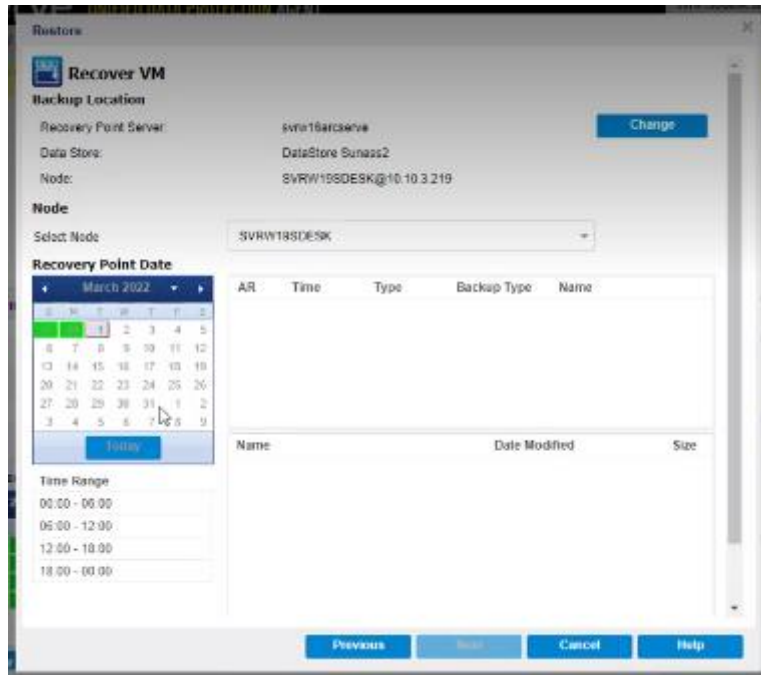 UNIFIED DATA PROTECTION
Restore
Recover VM
Backup Location
Recovery Point Server: svrw16arcserve Change
Data Store: DataStore Sunass2
Node: SVRW19SDESK@10.10.3.219
Node
Select Node SVRW19SDESK
Recovery Point Date
March 2022 AR Time Type Backup Type Name
S M T W T F S
1 2 3 4 5
6 7 8 9 10 11 12
13 14 15 16 17 18 19
20 21 22 23 24 25 26
27 28 29 30 31 1 2
3 4 5 6 7 8 9
Today Name Date Modified Size
Time Range
00:00 - 06:00
06:00 - 12:00
12:00 - 18:00
18:00 - 00:00
Previous Next Cancel Help